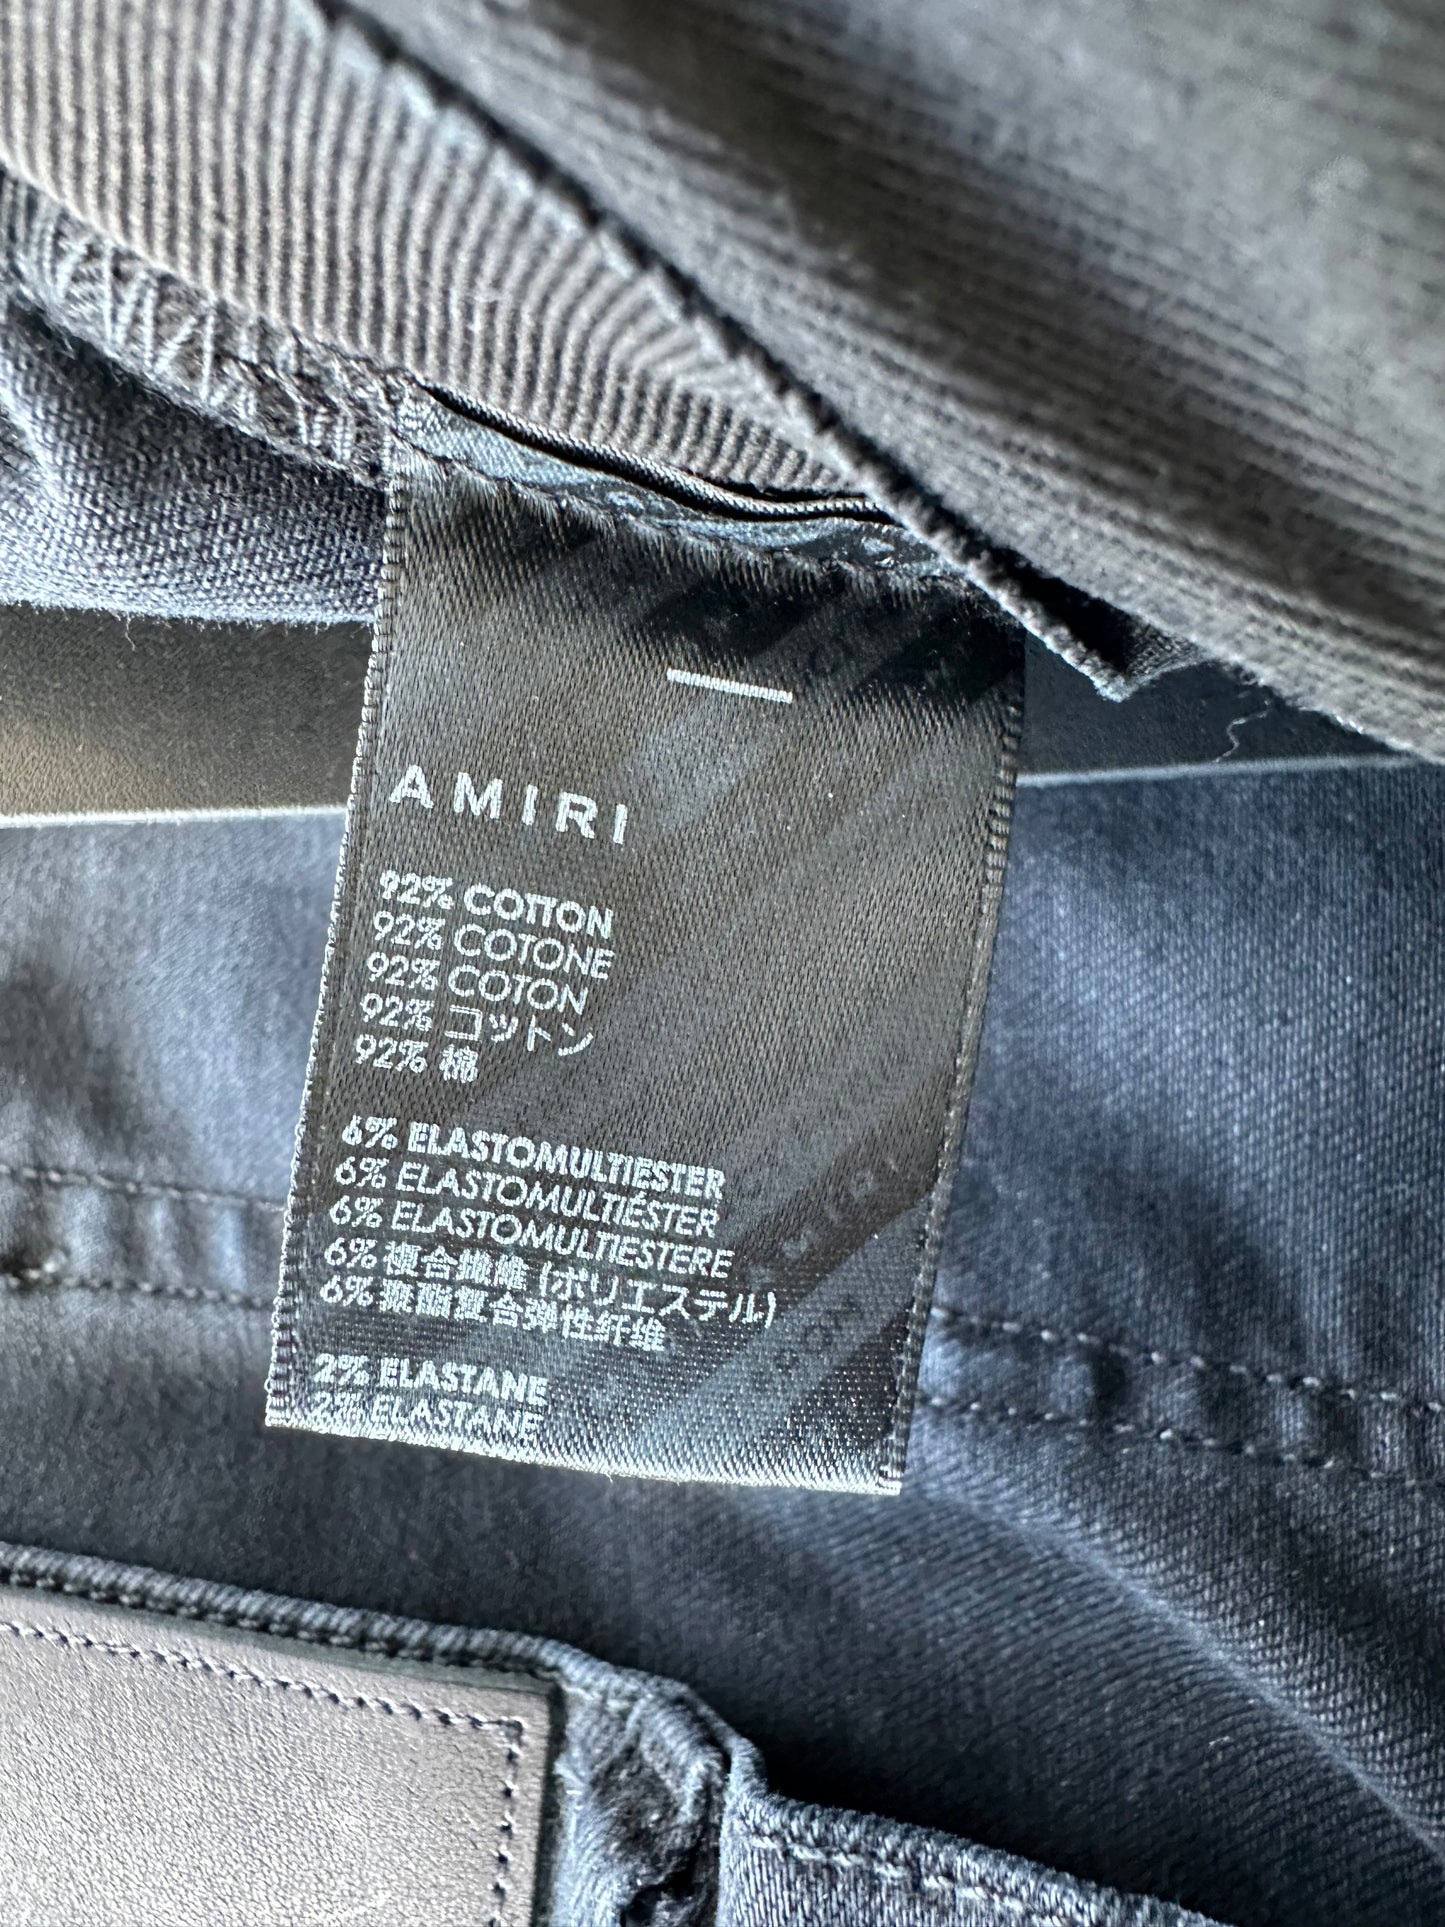 AMIRI
92% COTTON
92% COTONE
92% COTON
92% コットン
92% 棉
6% ELASTOMULTIESTER
6% ELASTOMULTIÉSTER
6% ELASTOMULTIESTERE
6% 複合繊維 (ポリエステル)
6% 聚酯复合弹性纤维
2% ELASTANE
2% ELASTANE